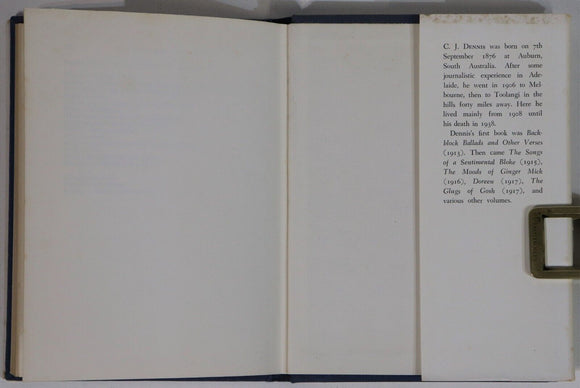 C. J. Dennis was born on 7th
September 1876 at Auburn,
South Australia. After some
journalistic experience in Ade-
laide, he went in 1906 to Mel-
bourne, then to Toolangi in the
hills forty miles away. Here he
lived mainly from 1908 until
his death in 1938.
Dennis's first book was Back-
block Ballads and Other Verses
(1913). Then came The Songs
of a Sentimental Bloke (1915),
The Moods of Ginger Mick
(1916), Doreen (1917), The
Glugs of Gosh (1917), and
various other volumes.